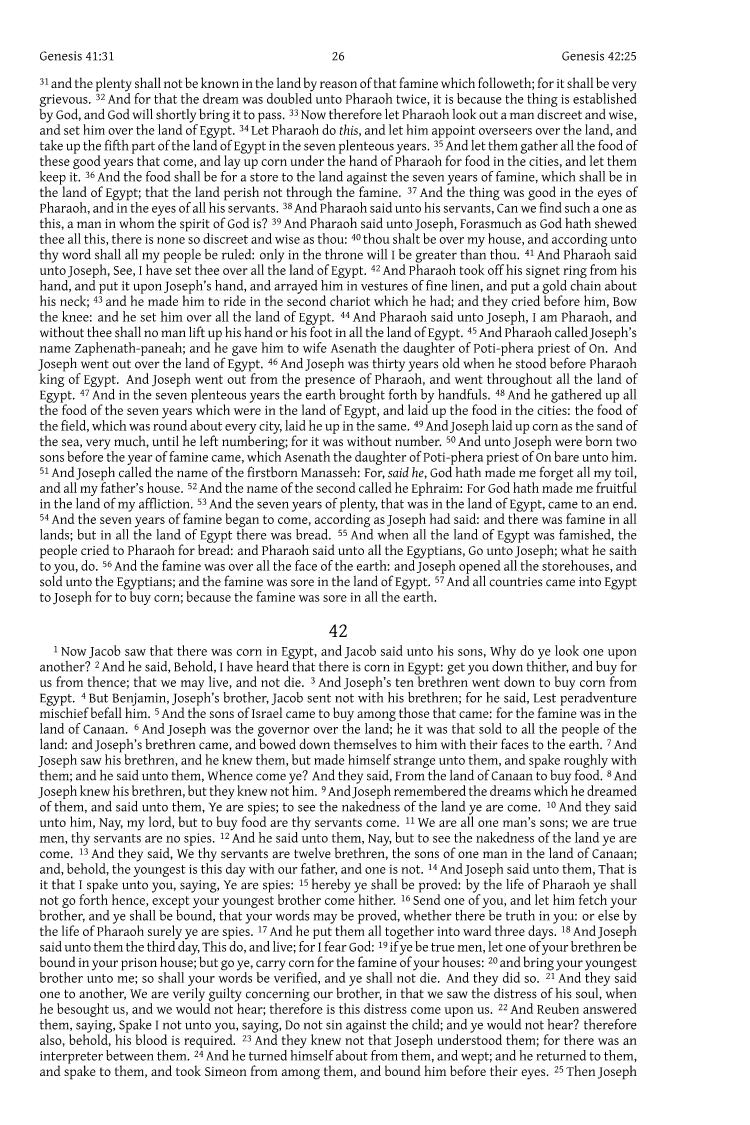 Genesis 41:31 26 Genesis 42:25
31 and the plenty shall not be known in the land by reason of that famine which followeth; for it shall be very
grievous. 32 And for that the dream was doubled unto Pharaoh twice, it is because the thing is established
by God, and God will shortly bring it to pass. 33 Now therefore let Pharaoh look out a man discreet and wise,
and set him over the land of Egypt. 34 Let Pharaoh do this, and let him appoint overseers over the land, and
take up the fifth part of the land of Egypt in the seven plenteous years. 35 And let them gather all the food of
these good years that come, and lay up corn under the hand of Pharaoh for food in the cities, and let them
keep it. 36 And the food shall be for a store to the land against the seven years of famine, which shall be in
the land of Egypt; that the land perish not through the famine. 37 And the thing was good in the eyes of
Pharaoh, and in the eyes of all his servants. 38 And Pharaoh said unto his servants, Can we find such a one as
this, a man in whom the spirit of God is? 39 And Pharaoh said unto Joseph, Forasmuch as God hath shewed
thee all this, there is none so discreet and wise as thou: 40 thou shalt be over my house, and according unto
thy word shall all my people be ruled: only in the throne will I be greater than thou. 41 And Pharaoh said
unto Joseph, See, I have set thee over all the land of Egypt. 42 And Pharaoh took off his signet ring from his
hand, and put it upon Joseph's hand, and arrayed him in vestures of fine linen, and put a gold chain about
his neck; 43 and he made him to ride in the second chariot which he had; and they cried before him, Bow
the knee: and he set him over all the land of Egypt. 44 And Pharaoh said unto Joseph, I am Pharaoh, and
without thee shall no man lift up his hand or his foot in all the land of Egypt. 45 And Pharaoh called Joseph's
name Zaphenath-paneah; and he gave him to wife Asenath the daughter of Poti-phera priest of On. And
Joseph went out over the land of Egypt. 46 And Joseph was thirty years old when he stood before Pharaoh
king of Egypt. And Joseph went out from the presence of Pharaoh, and went throughout all the land of
Egypt. 47 And in the seven plenteous years the earth brought forth by handfuls. 48 And he gathered up all
the food of the seven years which were in the land of Egypt, and laid up the food in the cities: the food of
the field, which was round about every city, laid he up in the same. 49 And Joseph laid up corn as the sand of
the sea, very much, until he left numbering; for it was without number. 50 And unto Joseph were born two
sons before the year of famine came, which Asenath the daughter of Poti-phera priest of On bare unto him.
51 And Joseph called the name of the firstborn Manasseh: For, said he, God hath made me forget all my toil,
and all my father's house. 52 And the name of the second called he Ephraim: For God hath made me fruitful
in the land of my affliction. 53 And the seven years of plenty, that was in the land of Egypt, came to an end.
54 And the seven years of famine began to come, according as Joseph had said: and there was famine in all
lands; but in all the land of Egypt there was bread. 55 And when all the land of Egypt was famished, the
people cried to Pharaoh for bread: and Pharaoh said unto all the Egyptians, Go unto Joseph; what he saith
to you, do. 56 And the famine was over all the face of the earth: and Joseph opened all the storehouses, and
sold unto the Egyptians; and the famine was sore in the land of Egypt. 57 And all countries came into Egypt
to Joseph for to buy corn; because the famine was sore in all the earth.
42
1 Now Jacob saw that there was corn in Egypt, and Jacob said unto his sons, Why do ye look one upon
another? 2 And he said, Behold, I have heard that there is corn in Egypt: get you down thither, and buy for
us from thence; that we may live, and not die. 3 And Joseph's ten brethren went down to buy corn from
Egypt. 4 But Benjamin, Joseph's brother, Jacob sent not with his brethren; for he said, Lest peradventure
mischief befall him. 5 And the sons of Israel came to buy among those that came: for the famine was in the
land of Canaan. 6 And Joseph was the governor over the land; he it was that sold to all the people of the
land: and Joseph's brethren came, and bowed down themselves to him with their faces to the earth. 7 And
Joseph saw his brethren, and he knew them, but made himself strange unto them, and spake roughly with
them; and he said unto them, Whence come ye? And they said, From the land of Canaan to buy food. 8 And
Joseph knew his brethren, but they knew not him. 9 And Joseph remembered the dreams which he dreamed
of them, and said unto them, Ye are spies; to see the nakedness of the land ye are come. 10 And they said
unto him, Nay, my lord, but to buy food are thy servants come. 11 We are all one man's sons; we are true
men, thy servants are no spies. 12 And he said unto them, Nay, but to see the nakedness of the land ye are
come. 13 And they said, We thy servants are twelve brethren, the sons of one man in the land of Canaan;
and, behold, the youngest is this day with our father, and one is not. 14 And Joseph said unto them, That is
it that I spake unto you, saying, Ye are spies: 15 hereby ye shall be proved: by the life of Pharaoh ye shall
not go forth hence, except your youngest brother come hither. 16 Send one of you, and let him fetch your
brother, and ye shall be bound, that your words may be proved, whether there be truth in you: or else by
the life of Pharaoh surely ye are spies. 17 And he put them all together into ward three days. 18 And Joseph
said unto them the third day, This do, and live; for I fear God: 19 if ye be true men, let one of your brethren be
bound in your prison house; but go ye, carry corn for the famine of your houses: 20 and bring your youngest
brother unto me; so shall your words be verified, and ye shall not die. And they did so. 21 And they said
one to another, We are verily guilty concerning our brother, in that we saw the distress of his soul, when
he besought us, and we would not hear; therefore is this distress come upon us. 22 And Reuben answered
them, saying, Spake I not unto you, saying, Do not sin against the child; and ye would not hear? therefore
also, behold, his blood is required. 23 And they knew not that Joseph understood them; for there was an
interpreter between them. 24 And he turned himself about from them, and wept; and he returned to them,
and spake to them, and took Simeon from among them, and bound him before their eyes. 25 Then Joseph